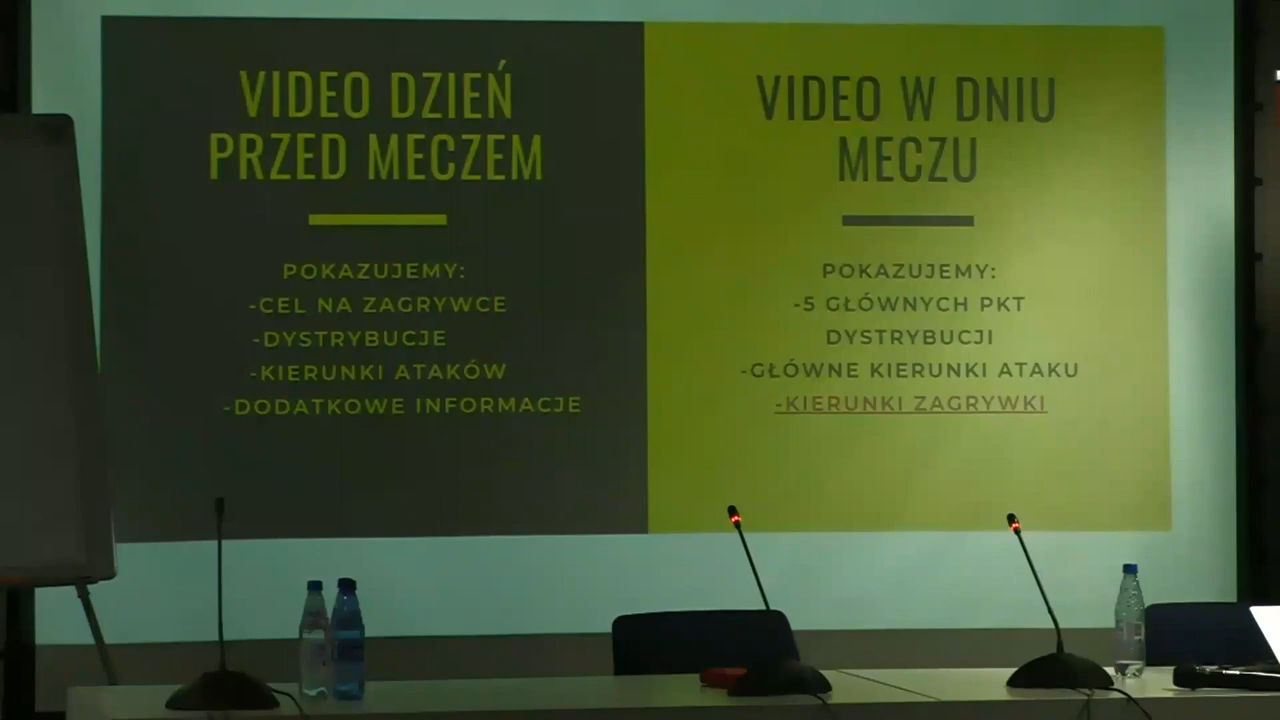 VIDEO DZIEŃ
PRZED MECZEM
POKAZUJEMY:
-CEL NA ZAGRYWCE
-DYSTRYBUCJE
-KIERUNKI ATAKÓW
-DODATKOWE INFORMACJE
VIDEO W DNIU
MECZU
POKAZUJEMY:
-5 GŁÓWNYCH PKT
DYSTRYBUCJI
-GŁÓWNE KIERUNKI ATAKU
-KIERUNKI ZAGRYWKI